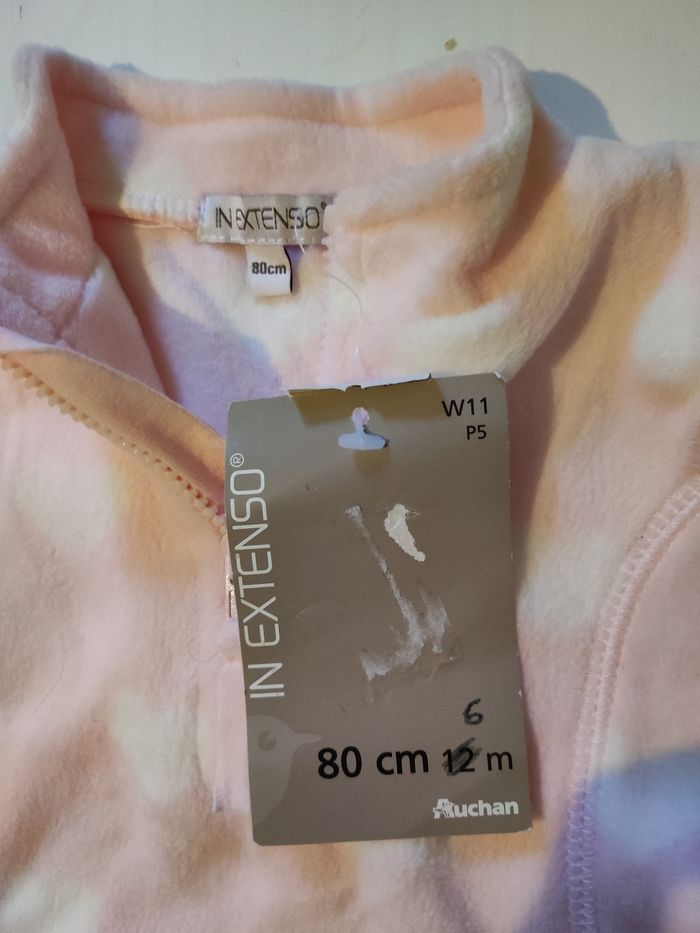 IN EXTENSO®
80cm
W11
P5
IN EXTENSO®
6
80 cm 12 m
Auchan